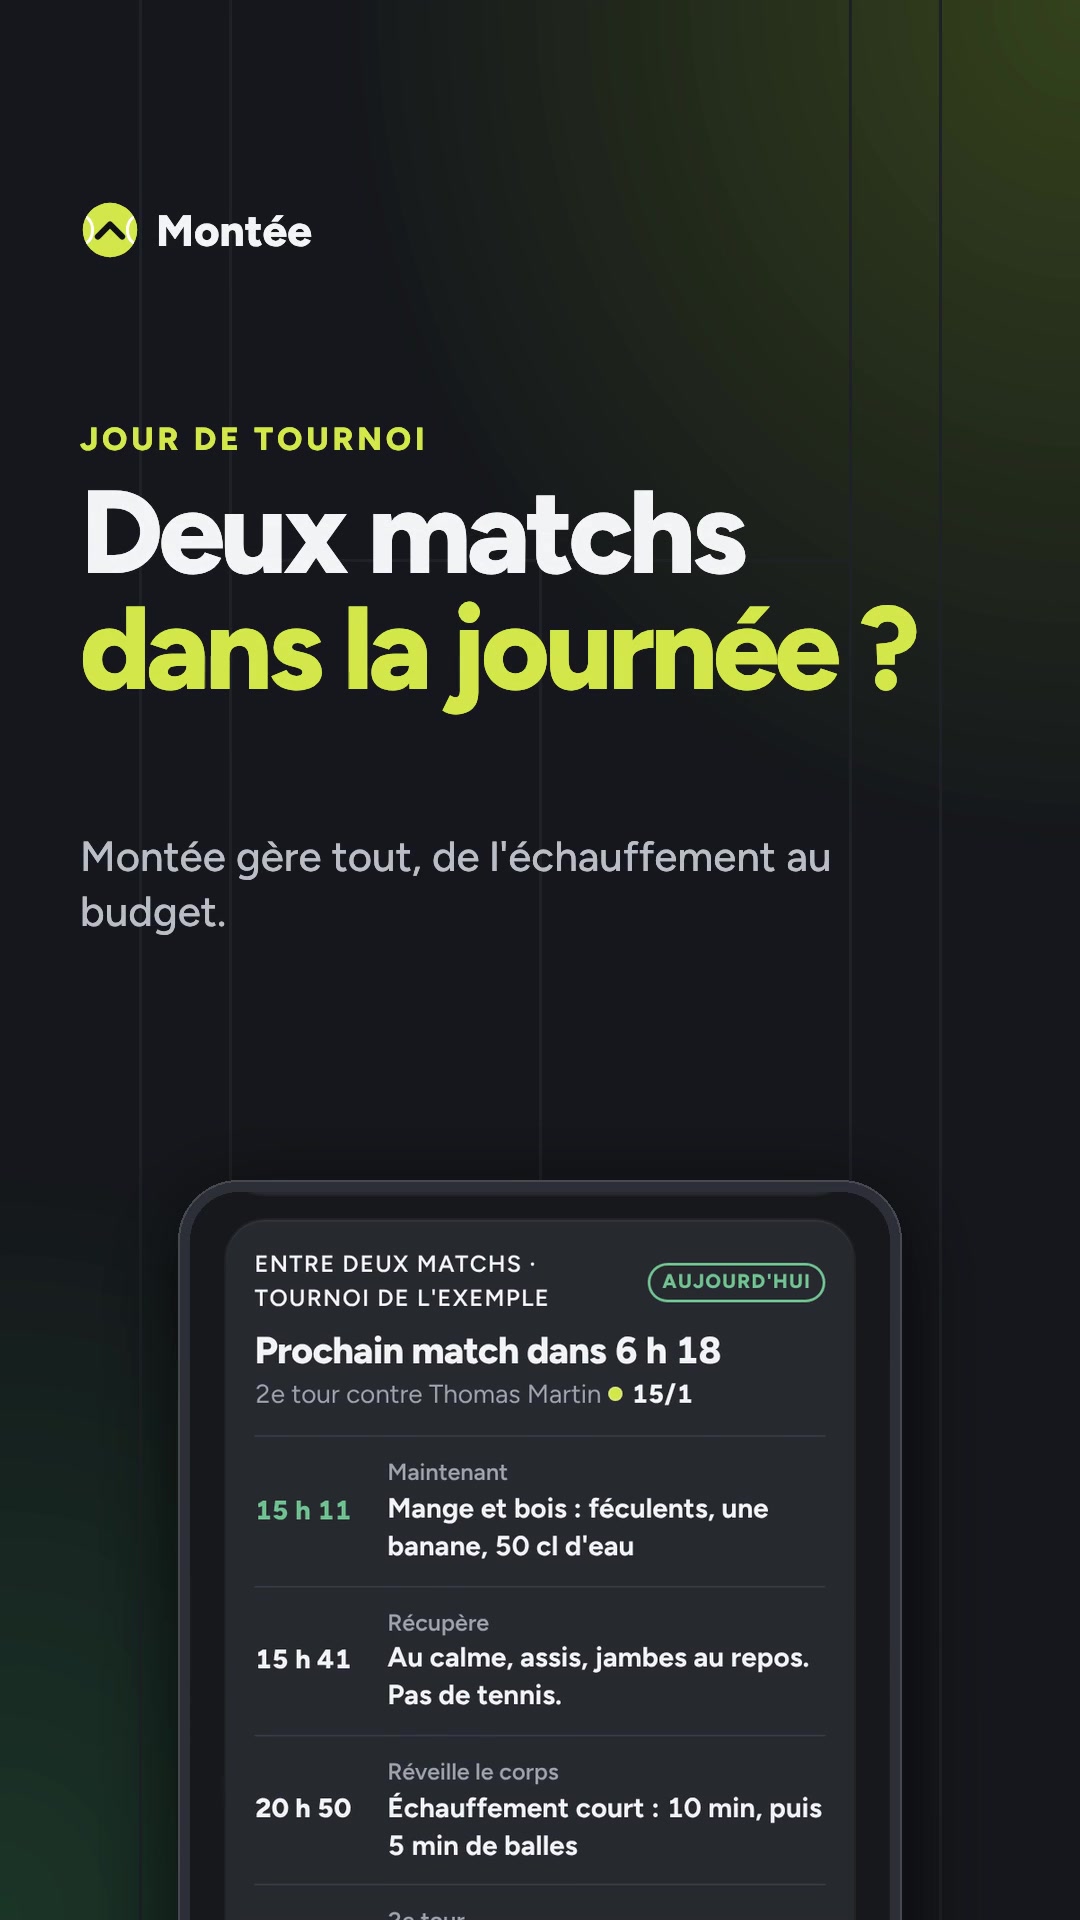 Montée
JOUR DE TOURNOI
Deux matchs
dans la journée ?
Montée gère tout, de l'échauffement au
budget.
ENTRE DEUX MATCHS ·
TOURNOI DE L'EXEMPLE
AUJOURD'HUI
Prochain match dans 6 h 18
2e tour contre Thomas Martin 15/1
Maintenant
15 h 11
Mange et bois : féculents, une
banane, 50 cl d'eau
Récupère
15 h 41
Au calme, assis, jambes au repos.
Pas de tennis.
Réveille le corps
20 h 50
Échauffement court : 10 min, puis
5 min de balles
2e tour